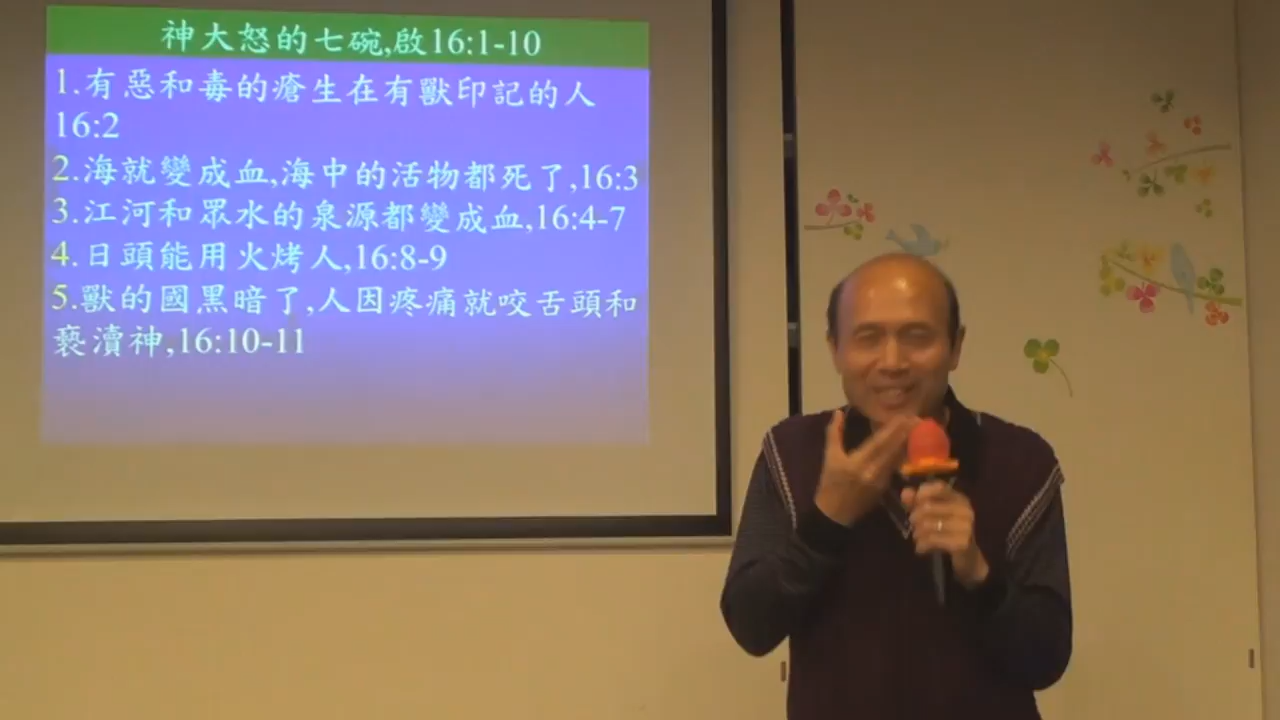 神大怒的七碗,啟16:1-10
1.有惡和毒的瘡生在有獸印記的人
16:2
2.海就變成血,海中的活物都死了,16:3
3.江河和眾水的泉源都變成血,16:4-7
4.日頭能用火烤人,16:8-9
5.獸的國黑暗了,人因疼痛就咬舌頭和
褻瀆神,16:10-11